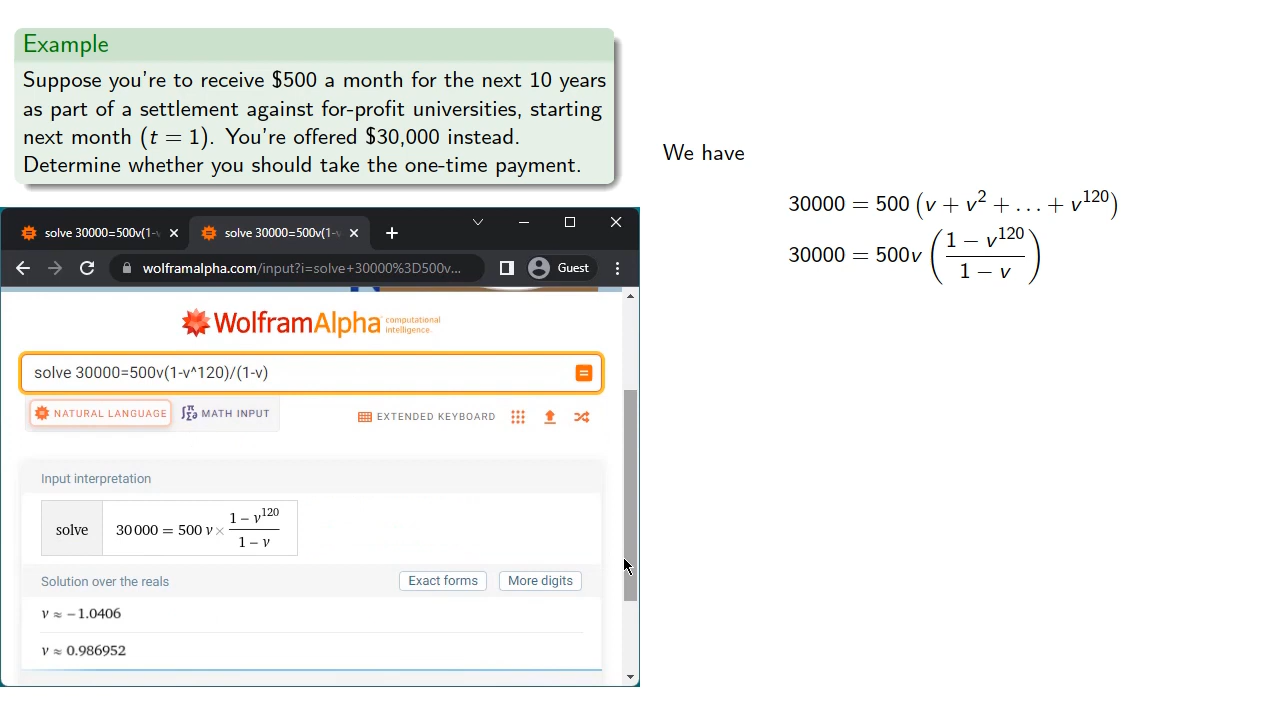 Example
Suppose you're to receive $500 a month for the next 10 years
as part of a settlement against for-profit universities, starting
next month (t = 1). You're offered $30,000 instead.
Determine whether you should take the one-time payment.
We have
30000 = 500 (v + v^2 + ... + v^120)
30000 = 500v ((1 − v^120)/(1 − v))
solve 30000=500v(1-
solve 30000=500v(1-v
wolframalpha.com/input?i=solve+30000%3D500v...
Guest
WolframAlpha computational intelligence.
solve 30000=500v(1-v^120)/(1-v)
NATURAL LANGUAGE
MATH INPUT
EXTENDED KEYBOARD
Input interpretation
solve
30000 = 500 v × (1 − v^120)/(1 − v)
Solution over the reals
Exact forms
More digits
v ≈ −1.0406
v ≈ 0.986952